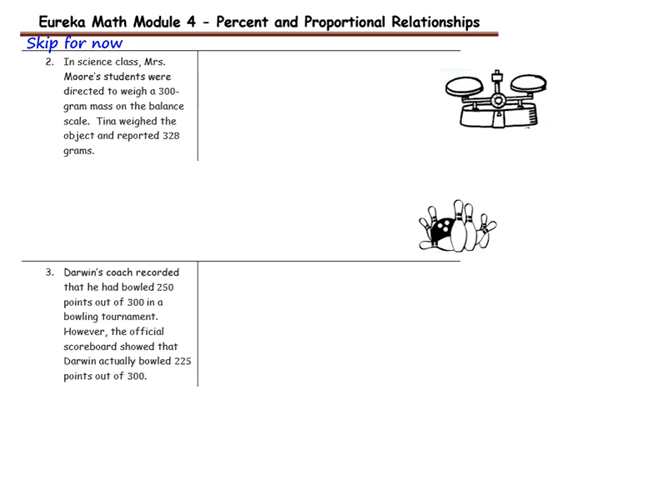 Eureka Math Module 4 - Percent and Proportional Relationships
Skip for now
2. In science class, Mrs.
Moore's students were
directed to weigh a 300-
gram mass on the balance
scale. Tina weighed the
object and reported 328
grams.
3. Darwin's coach recorded
that he had bowled 250
points out of 300 in a
bowling tournament.
However, the official
scoreboard showed that
Darwin actually bowled 225
points out of 300.